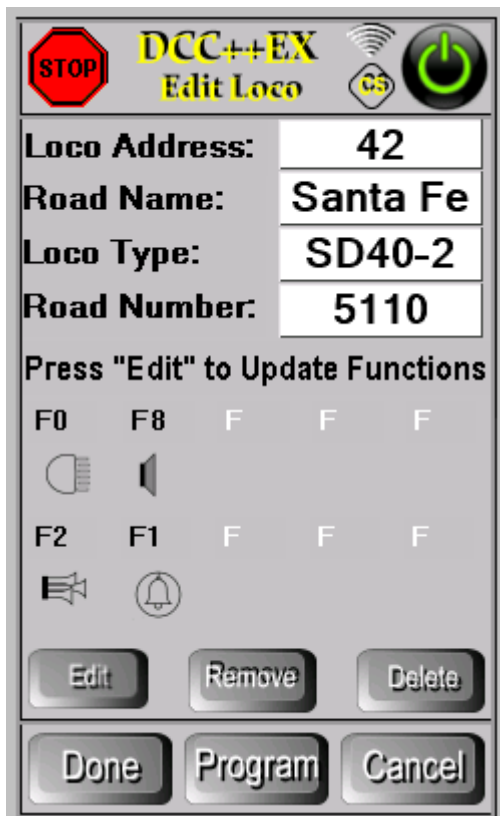 STOP
DCC++EX
Edit Loco
CS
Loco Address: 42
Road Name: Santa Fe
Loco Type: SD40-2
Road Number: 5110
Press "Edit" to Update Functions
F0 F8 F F F
F2 F1 F F F
Edit Remove Delete
Done Program Cancel